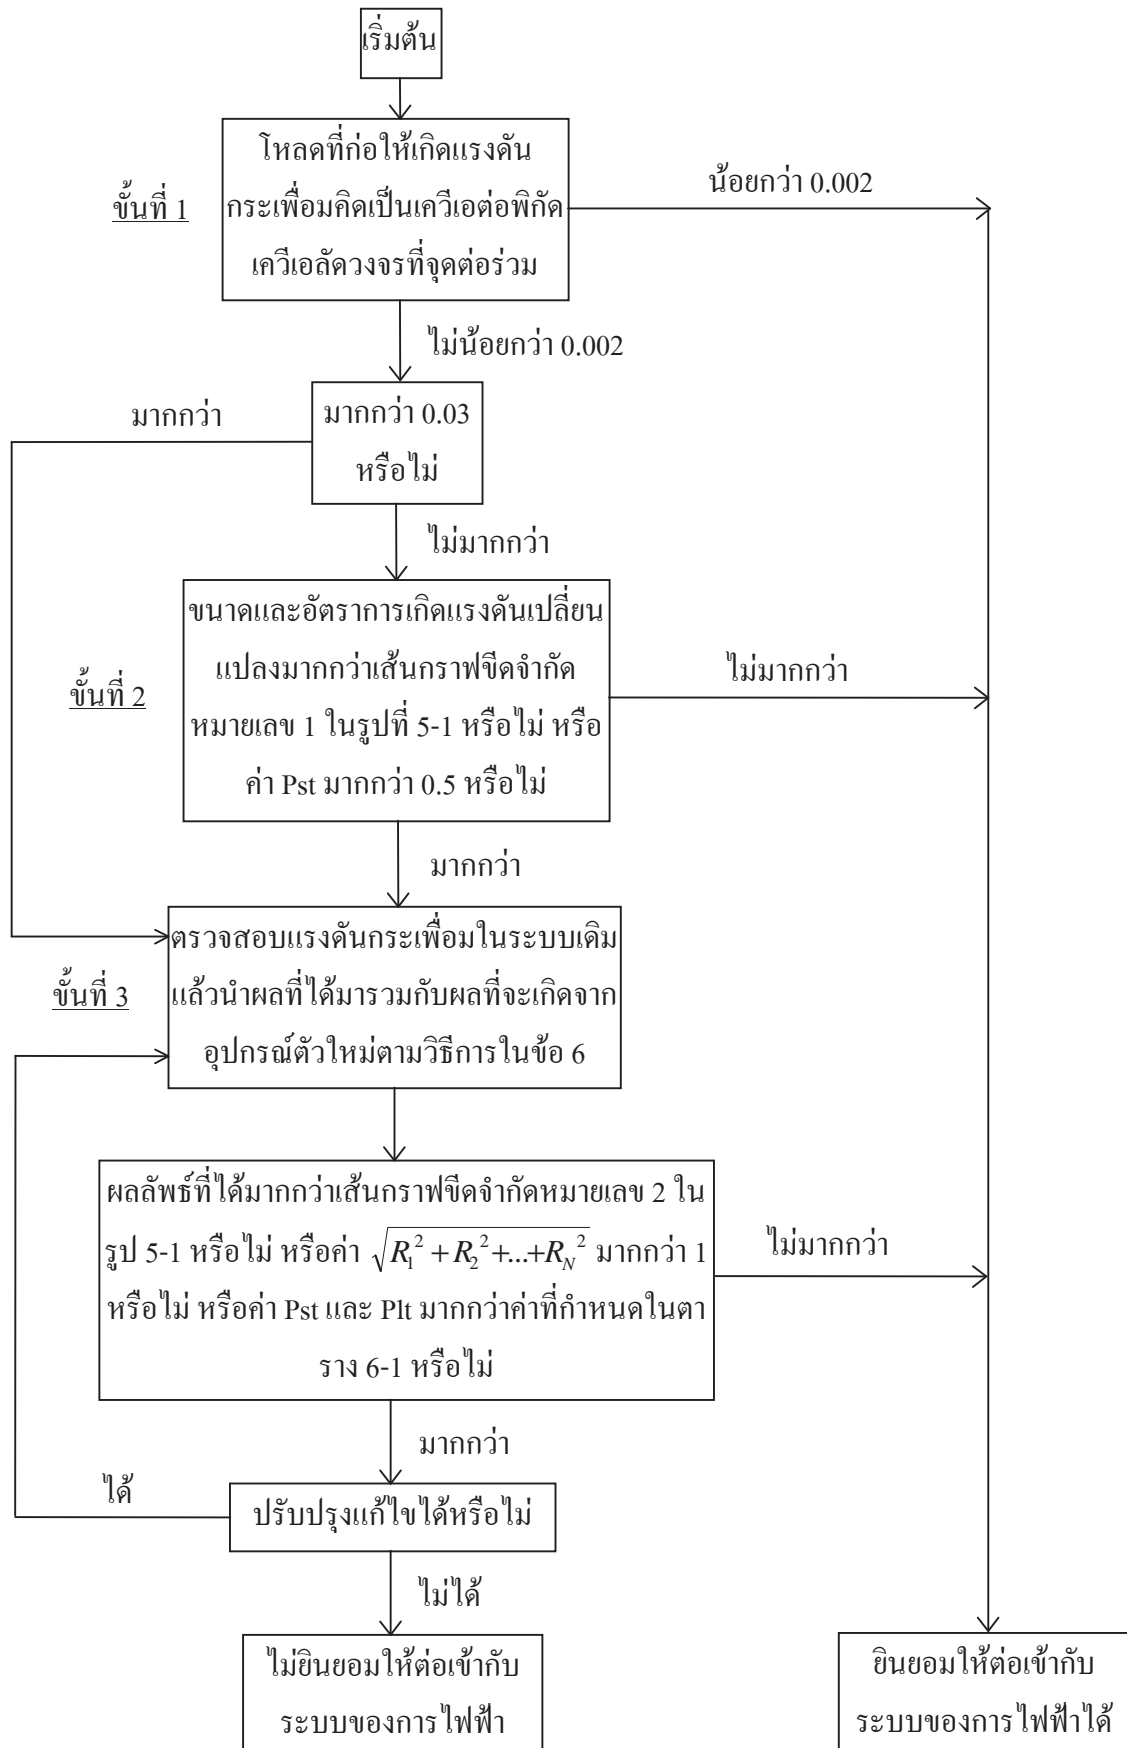 เริ่มต้น
โหลดที่ก่อให้เกิดแรงดัน
กระเพื่อมคิดเป็นเควีเอต่อพิกัด
เควีเอลัดวงจรที่จุดต่อร่วม
ขั้นที่ 1
น้อยกว่า 0.002
ไม่น้อยกว่า 0.002
มากกว่า 0.03
หรือไม่
มากกว่า
ไม่มากกว่า
ขนาดและอัตราการเกิดแรงดันเปลี่ยน
แปลงมากกว่าเส้นกราฟขีดจำกัด
หมายเลข 1 ในรูปที่ 5-1 หรือไม่ หรือ
ค่า Pst มากกว่า 0.5 หรือไม่
ขั้นที่ 2
ไม่มากกว่า
มากกว่า
ตรวจสอบแรงดันกระเพื่อมในระบบเดิม
แล้วนำผลที่ได้มารวมกับผลที่จะเกิดจาก
อุปกรณ์ตัวใหม่ตามวิธีการในข้อ 6
ขั้นที่ 3
ผลลัพธ์ที่ได้มากกว่าเส้นกราฟขีดจำกัดหมายเลข 2 ใน
รูป 5-1 หรือไม่ หรือค่า √(R₁² + R₂² +...+ R_N²) มากกว่า 1
หรือไม่ หรือค่า Pst และ Plt มากกว่าค่าที่กำหนดในตา
ราง 6-1 หรือไม่
ไม่มากกว่า
มากกว่า
ปรับปรุงแก้ไขได้หรือไม่
ได้
ไม่ได้
ไม่ยินยอมให้ต่อเข้ากับ
ระบบของการไฟฟ้า
ยินยอมให้ต่อเข้ากับ
ระบบของการไฟฟ้าได้